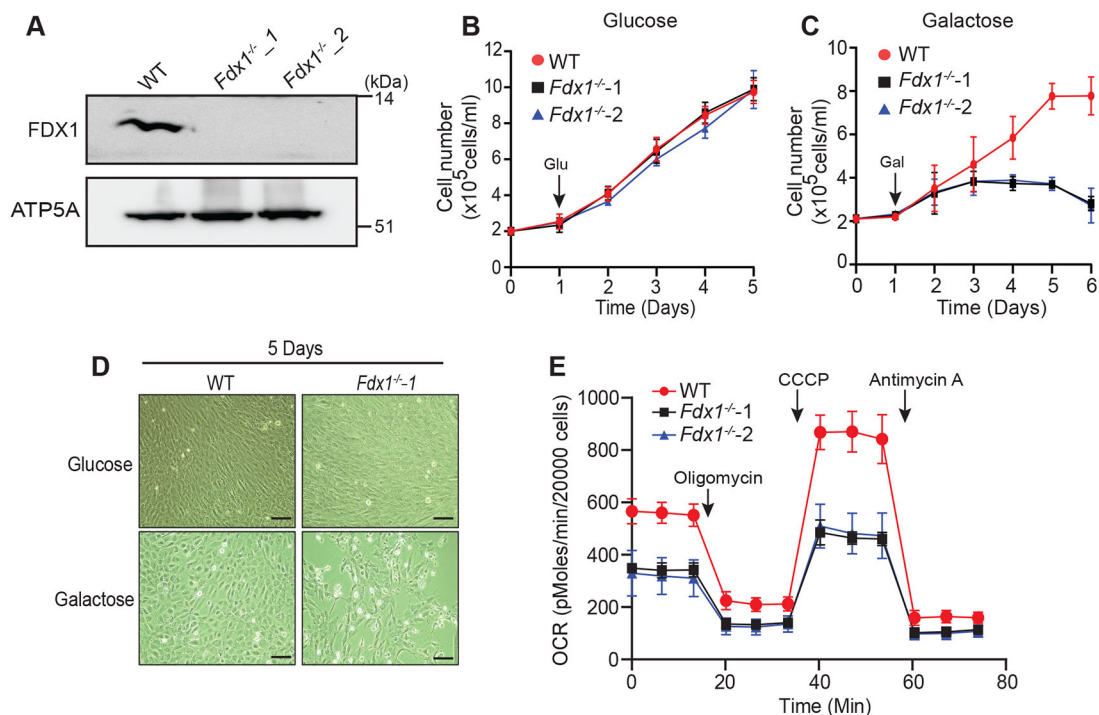 A
WT
Fdx1-/-_1
Fdx1-/-_2
(kDa)
14
FDX1
ATP5A
51
B
Glucose
WT
Fdx1-/--1
Fdx1-/--2
Cell number
(x10⁵cells/ml)
12
10
8
6
4
2
0
Glu
0 1 2 3 4 5
Time (Days)
C
Galactose
WT
Fdx1-/--1
Fdx1-/--2
Cell number
(x10⁵cells/ml)
10
8
6
4
2
0
Gal
0 1 2 3 4 5 6
Time (Days)
D
5 Days
WT
Fdx1-/--1
Glucose
Galactose
E
WT
Fdx1-/--1
Fdx1-/--2
CCCP
Antimycin A
Oligomycin
OCR (pMoles/min/20000 cells)
1000
800
600
400
200
0
0 20 40 60 80
Time (Min)